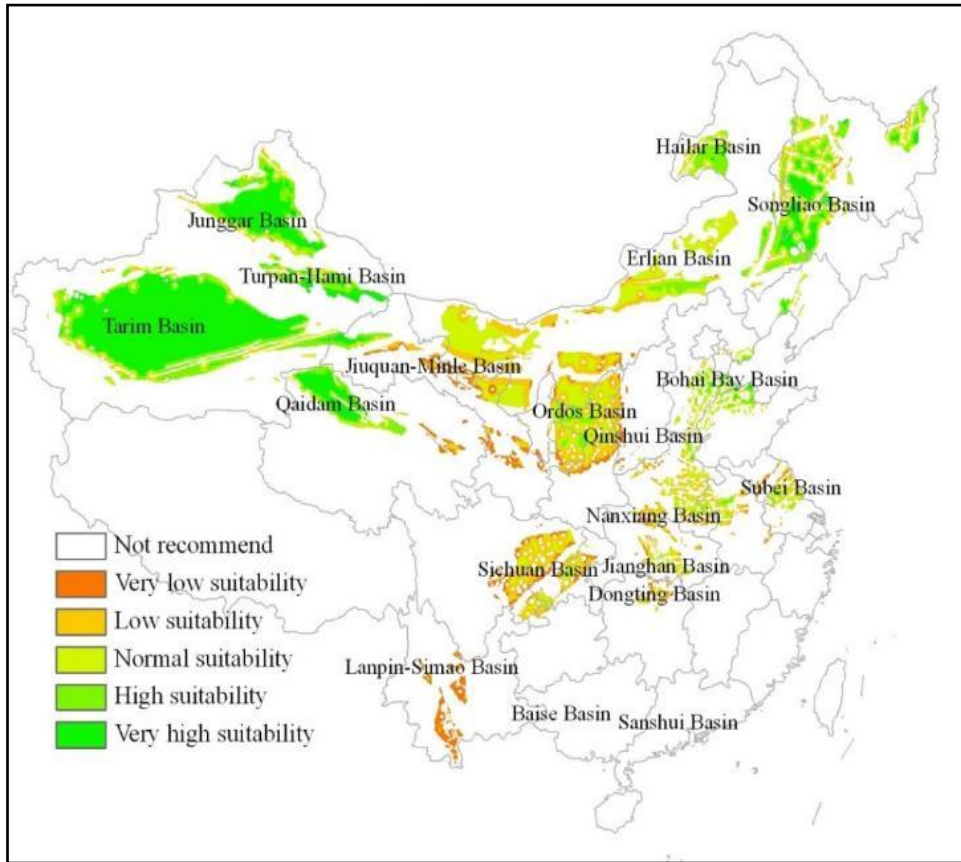 Hailar Basin
Songliao Basin
Junggar Basin
Erlian Basin
Turpan-Hami Basin
Tarim Basin
Jiuquan-Minle Basin
Bohai Bay Basin
Qaidam Basin
Ordos Basin
Qinshui Basin
Subei Basin
Nanxiang Basin
Jianghan Basin
Sichuan Basin
Dongting Basin
Lanpin-Simao Basin
Baise Basin
Sanshui Basin
Not recommend
Very low suitability
Low suitability
Normal suitability
High suitability
Very high suitability